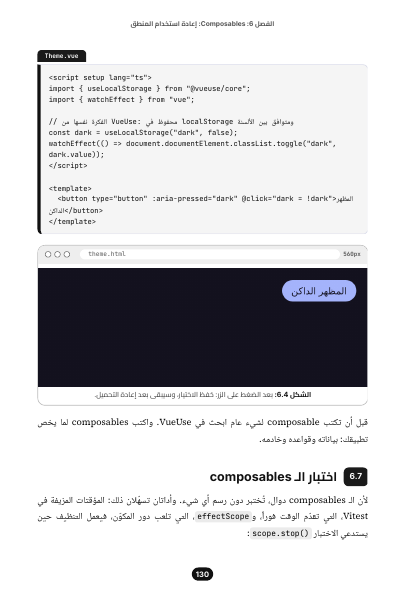 الفصل 6: Composables: إعادة استخدام المنطق
Theme.vue
<script setup lang="ts">
import { useLocalStorage } from "@vueuse/core";
import { watchEffect } from "vue";
// الفكرة نفسها من VueUse: محفوظ في localStorage ومتوافق بين الألسنة
const dark = useLocalStorage("dark", false);
watchEffect(() => document.documentElement.classList.toggle("dark",
dark.value));
</script>
<template>
<button type="button" :aria-pressed="dark" @click="dark = !dark">المظهر
الداكن</button>
</template>
theme.html
560px
المظهر الداكن
الشكل 6.4: بعد الضغط على الزر: حُفظ الاختيار، وسيبقى بعد إعادة التحميل.
قبل أن تكتب composable لشيء عام ابحث في VueUse. واكتب composables لما يخص
تطبيقك: بياناته وقواعده وخادمه.
6.7 اختبار الـ composables
لأن الـ composables دوال، تُختبر دون رسم أي شيء. وأداتان تسهّلان ذلك: المؤقتات المزيفة في
Vitest، التي تقدّم الوقت فورًا، و effectScope، التي تلعب دور المكوّن، فيعمل التنظيف حين
يستدعي الاختبار scope.stop():
130